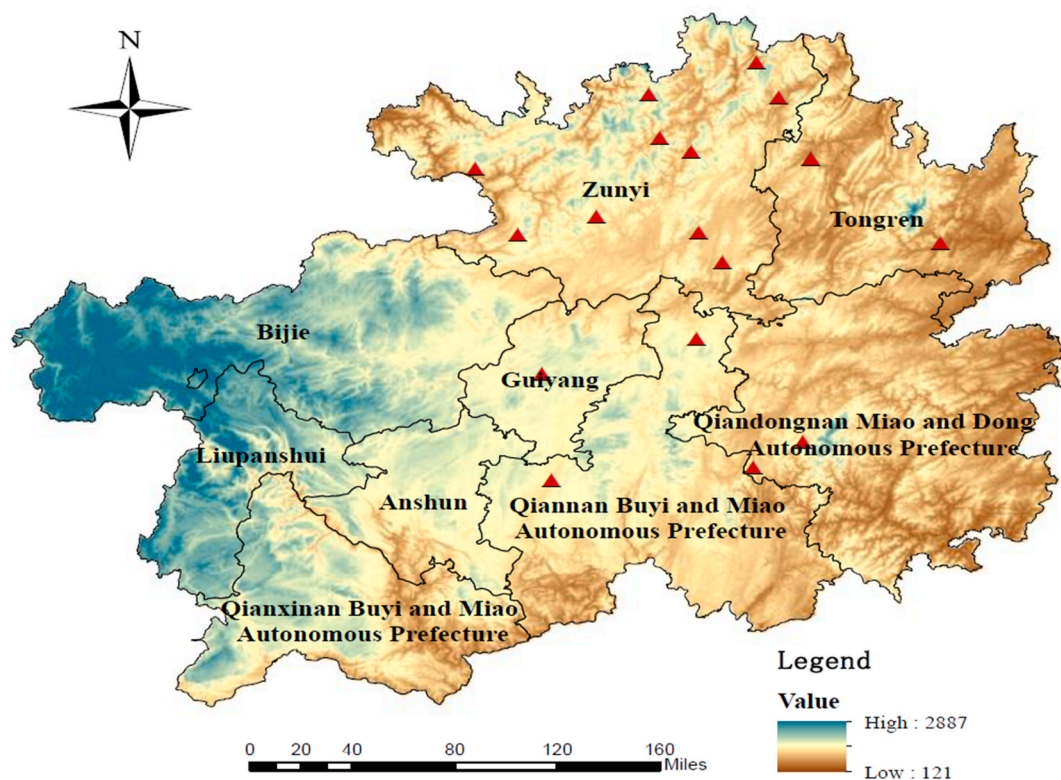 N
Zunyi
Tongren
Bijie
Guiyang
Qiandongnan Miao and Dong
Autonomous Prefecture
Liupanshui
Anshun
Qiannan Buyi and Miao
Autonomous Prefecture
Qianxinan Buyi and Miao
Autonomous Prefecture
Legend
Value
High : 2887
Low : 121
0 20 40 80 120 160
Miles